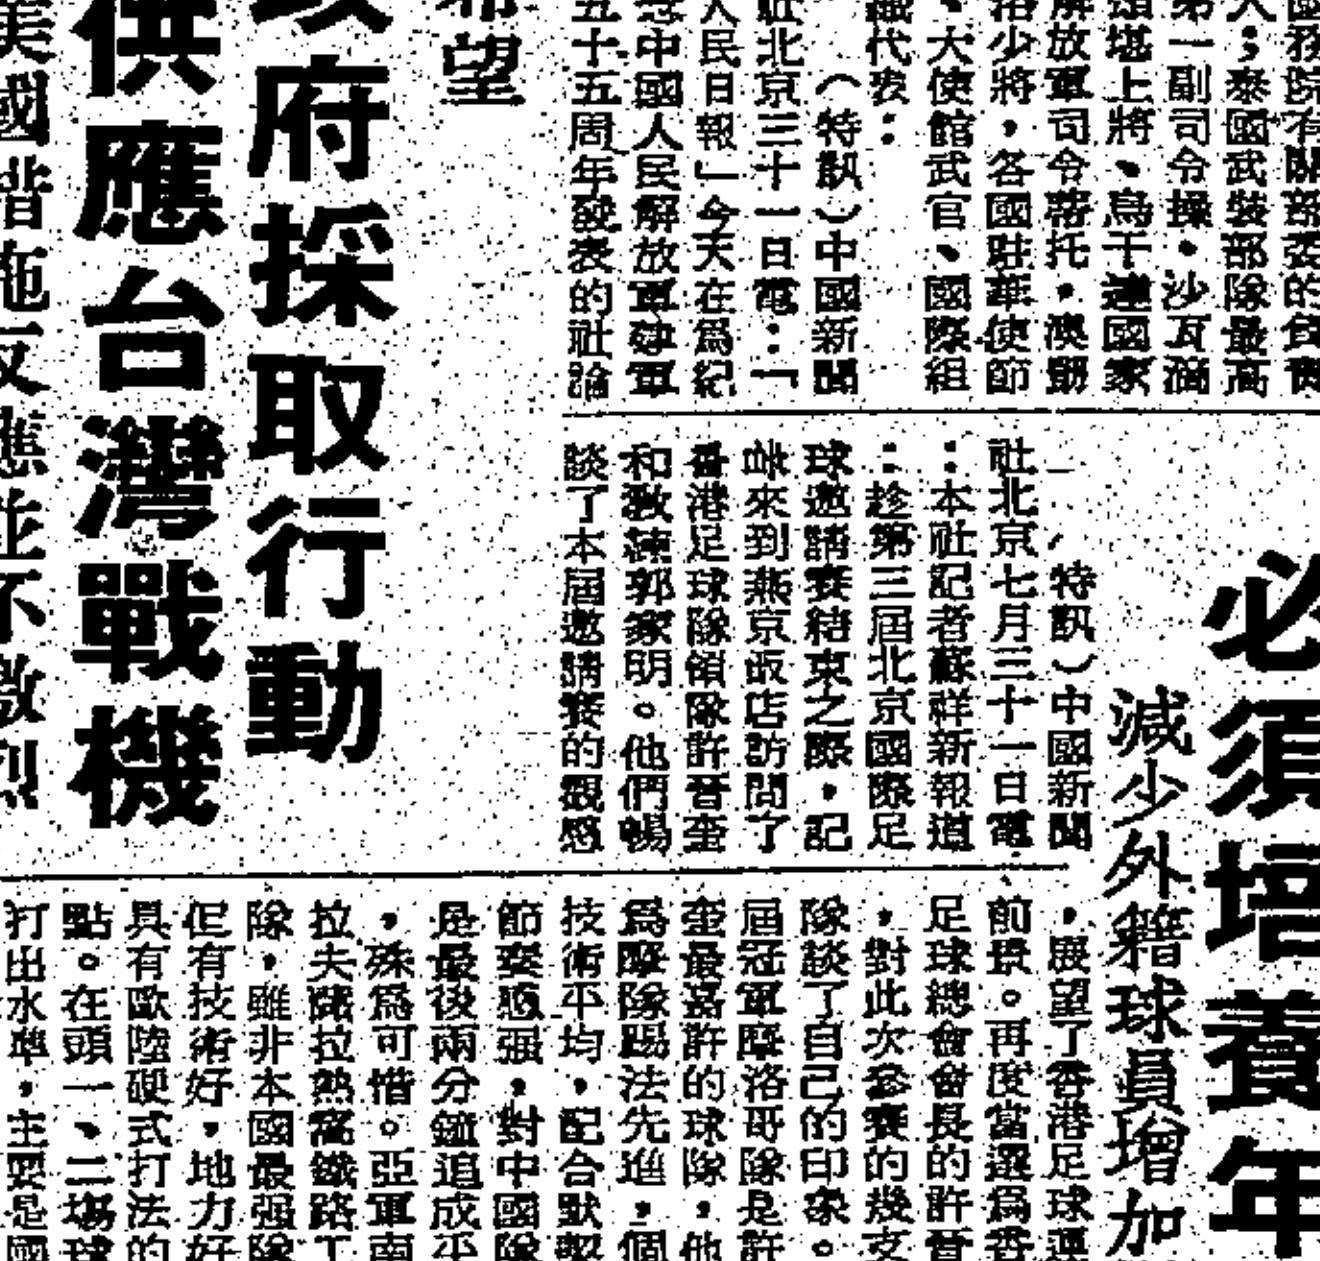 國務院有關部委的負責
人；泰國武裝部隊最高
第一副司令操·沙瓦滴
頌堪上將、烏干達國家
解放軍司令蓓托·澳爾
洛少將，各國駐華使節
、大使館武官、國際組
織代表：
（特訊）中國新聞
社北京三十一日電：「
人民日報」今天在爲紀
念中國人民解放軍建軍
五十五周年發表的社論
希望
政府採取行動
供應台灣戰機
美國 施反應並不激烈
必須培養年
減少外籍球員增加
特訊）中國新聞
社北京七月三十一日電
：本社記者蘇祥新報道
：趁第三屆北京國際足
球邀請賽結束之際，記
者來到燕京飯店訪問了
香港足球隊領隊許晉奎
和教練郭家明。他們暢
談了本屆邀請賽的觀感
，展望了香港足球運
前景。再度當選爲香
足球總會會長的許晉
，對此次參賽的幾支
隊談了自己的印象。
屆冠軍摩洛哥隊是許
奎最嘉許的球隊，他
爲摩隊踢法先進，個
技術平均，配合默契
節奏感强，對中國隊
是最後兩分鐘追成平
，殊爲可惜。亞軍南
拉夫薩拉熱窩鐵路工
隊，雖非本國最强隊
但有技術好，地力好
具有歐陸硬式打法的
點。在頭一、二塲球
打出水準，主要是國